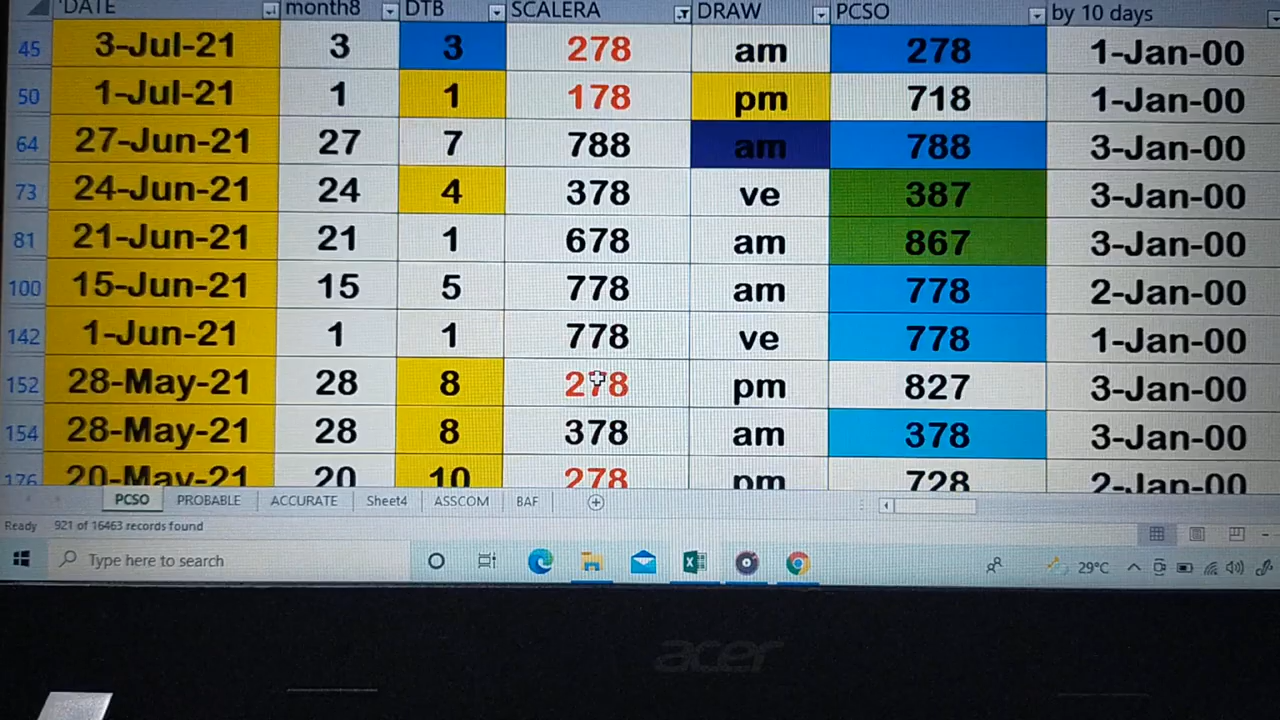 DATE month8 DTB SCALERA DRAW PCSO by 10 days
45 3-Jul-21 3 3 278 am 278 1-Jan-00
50 1-Jul-21 1 1 178 pm 718 1-Jan-00
64 27-Jun-21 27 7 788 am 788 3-Jan-00
73 24-Jun-21 24 4 378 ve 387 3-Jan-00
81 21-Jun-21 21 1 678 am 867 3-Jan-00
100 15-Jun-21 15 5 778 am 778 2-Jan-00
142 1-Jun-21 1 1 778 ve 778 1-Jan-00
152 28-May-21 28 8 278 pm 827 3-Jan-00
154 28-May-21 28 8 378 am 378 3-Jan-00
176 20-May-21 20 10 278 pm 728 2-Jan-00
PCSO PROBABLE ACCURATE Sheet4 ASSCOM BAF
Ready 921 of 16463 records found
Type here to search 29°C
acer